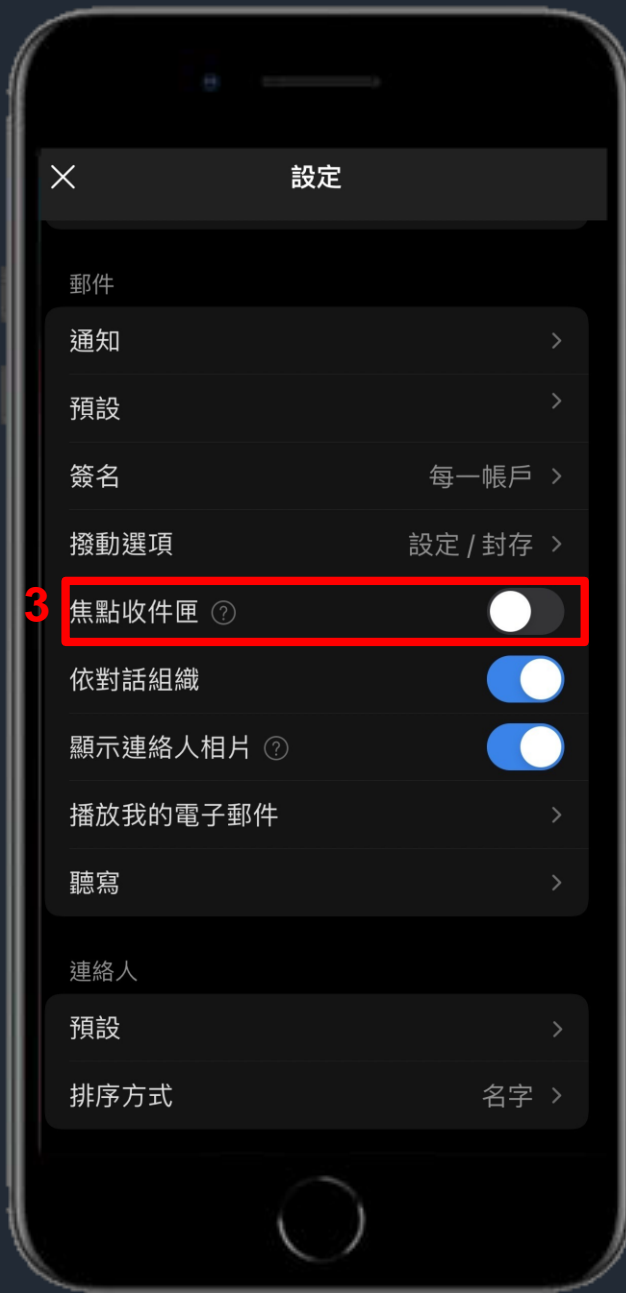 設定
郵件
通知
預設
簽名 每一帳戶
撥動選項 設定 / 封存
3 焦點收件匣 ?
依對話組織
顯示連絡人相片 ?
播放我的電子郵件
聽寫
連絡人
預設
排序方式 名字